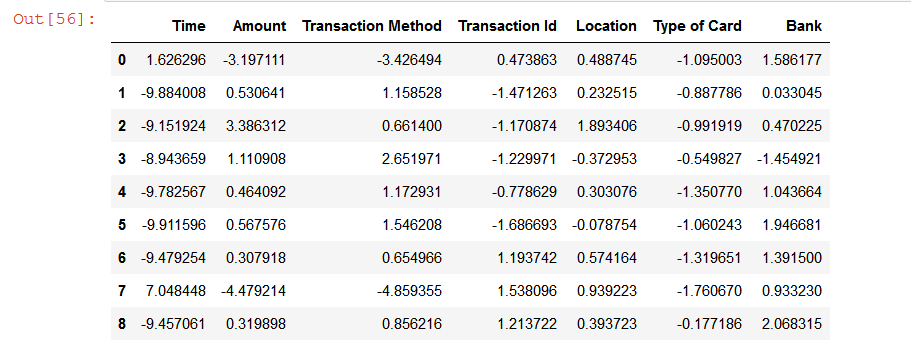 Out[56]:
Time Amount Transaction Method Transaction Id Location Type of Card Bank
0 1.626296 -3.197111 -3.426494 0.473863 0.488745 -1.095003 1.586177
1 -9.884008 0.530641 1.158528 -1.471263 0.232515 -0.887786 0.033045
2 -9.151924 3.386312 0.661400 -1.170874 1.893406 -0.991919 0.470225
3 -8.943659 1.110908 2.651971 -1.229971 -0.372953 -0.549827 -1.454921
4 -9.782567 0.464092 1.172931 -0.778629 0.303076 -1.350770 1.043664
5 -9.911596 0.567576 1.546208 -1.686693 -0.078754 -1.060243 1.946681
6 -9.479254 0.307918 0.654966 1.193742 0.574164 -1.319651 1.391500
7 7.048448 -4.479214 -4.859355 1.538096 0.939223 -1.760670 0.933230
8 -9.457061 0.319898 0.856216 1.213722 0.393723 -0.177186 2.068315